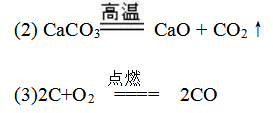 (2) CaCO₃ 高温==== CaO + CO₂ ↑
(3)2C+O₂ 点燃==== 2CO